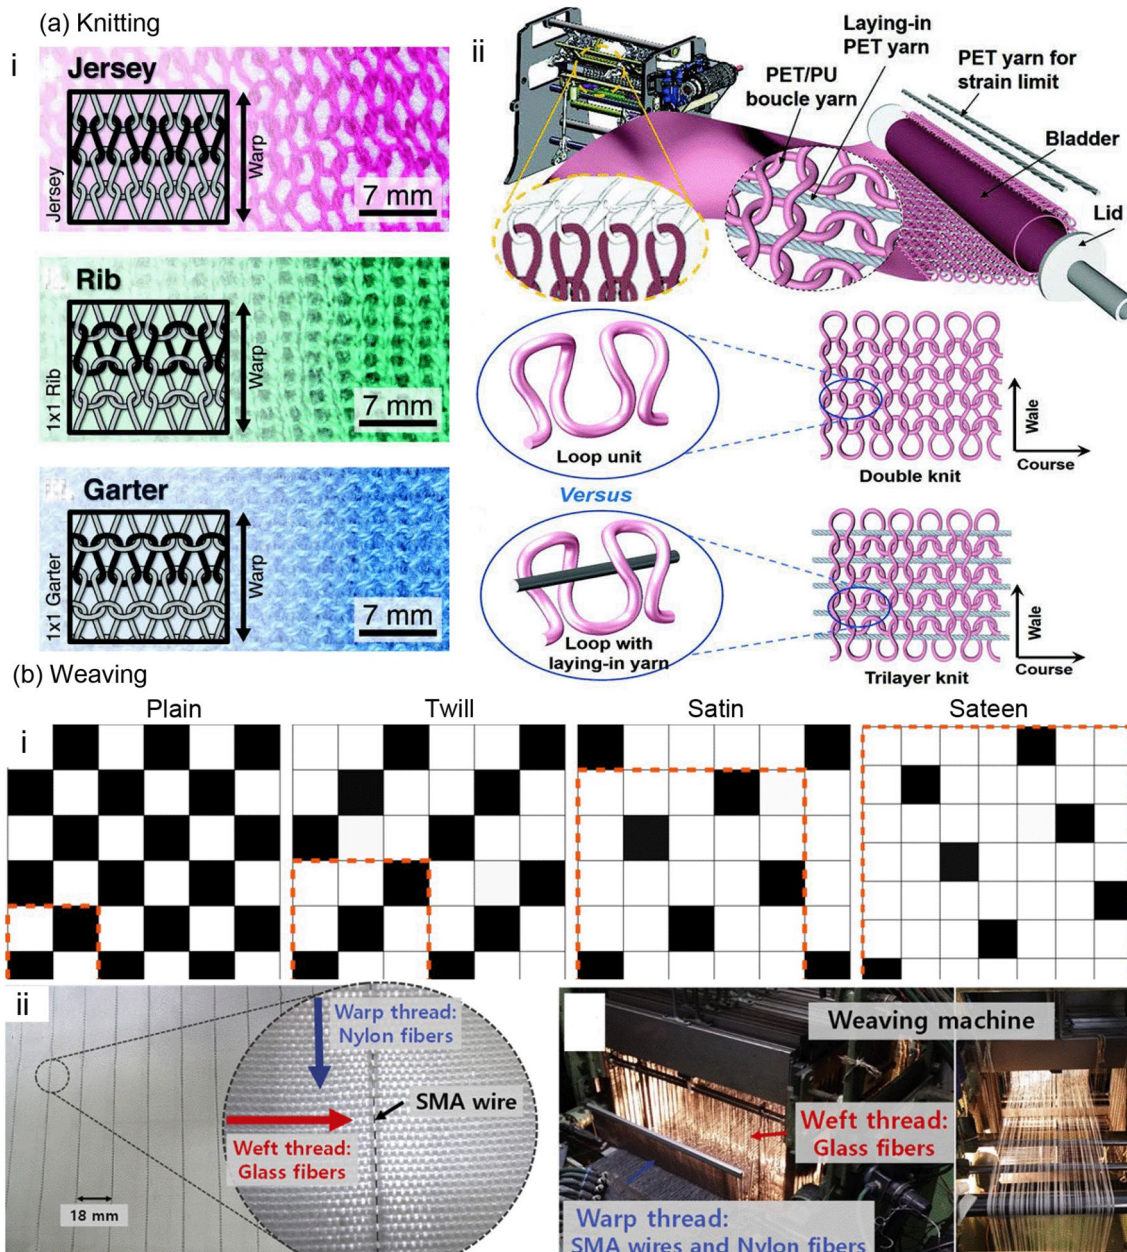 (a) Knitting
i
Jersey
Jersey
Warp
7 mm
Rib
1x1 Rib
Warp
7 mm
Garter
1x1 Garter
Warp
7 mm
ii
Laying-in
PET yarn
PET/PU
boucle yarn
PET yarn for
strain limit
Bladder
Lid
Loop unit
Wale
Course
Double knit
Versus
Loop with
laying-in yarn
Wale
Course
Trilayer knit
(b) Weaving
i
Plain
Twill
Satin
Sateen
ii
Warp thread:
Nylon fibers
SMA wire
Weft thread:
Glass fibers
18 mm
Weaving machine
Weft thread:
Glass fibers
Warp thread:
SMA wires and Nylon fibers